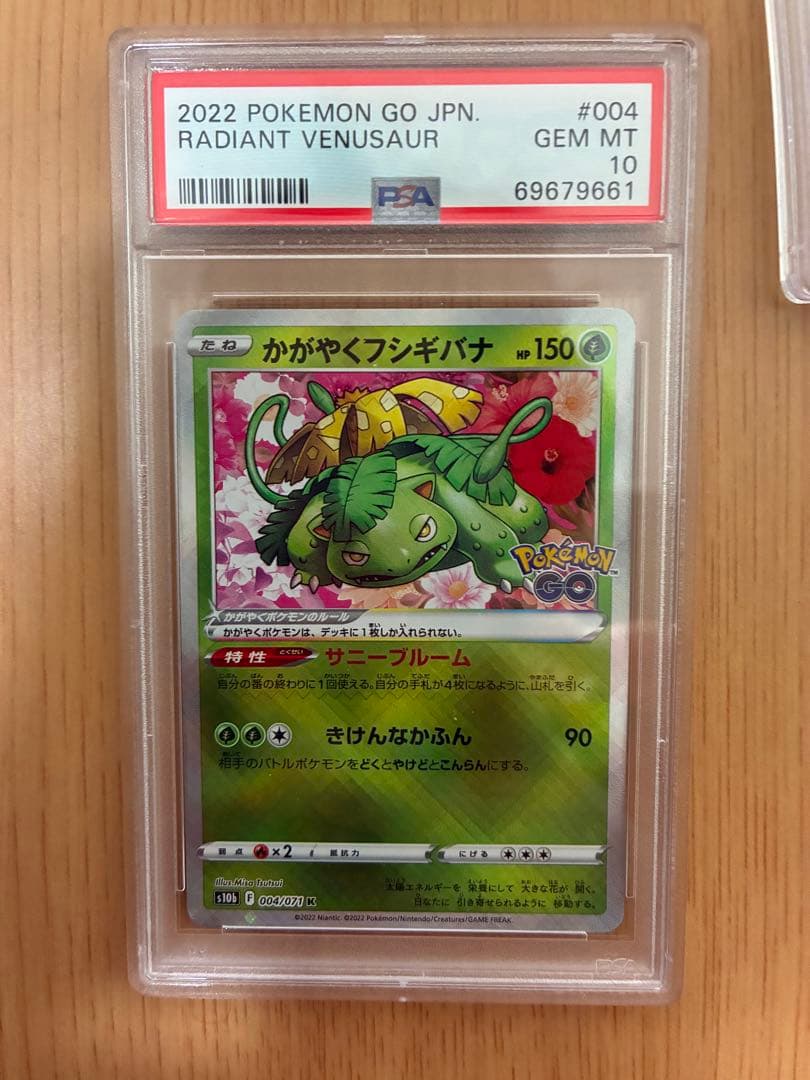 2022 POKEMON GO JPN. #004
RADIANT VENUSAUR GEM MT
10
PSA 69679661
たね かがやくフシギバナ HP 150
Pokémon
GO™
かがやくポケモンのルール
かがやくポケモンは、デッキに1枚しか入れられない。
特性 サニーブルーム
自分の番の終わりに1回使える。自分の手札が4枚になるように、山札を引く。
きけんなかふん 90
相手のバトルポケモンをどくとやけどとこんらんにする。
弱点 ×2 抵抗力 にげる
Illus. Misa Tsutsui
太陽エネルギーを 栄養にして 大きな花が 開く。
s10b F 004/071 K
日なたに 引き寄せられるように 移動する。
©2022 Niantic. ©2022 Pokémon/Nintendo/Creatures/GAME FREAK.
PSA